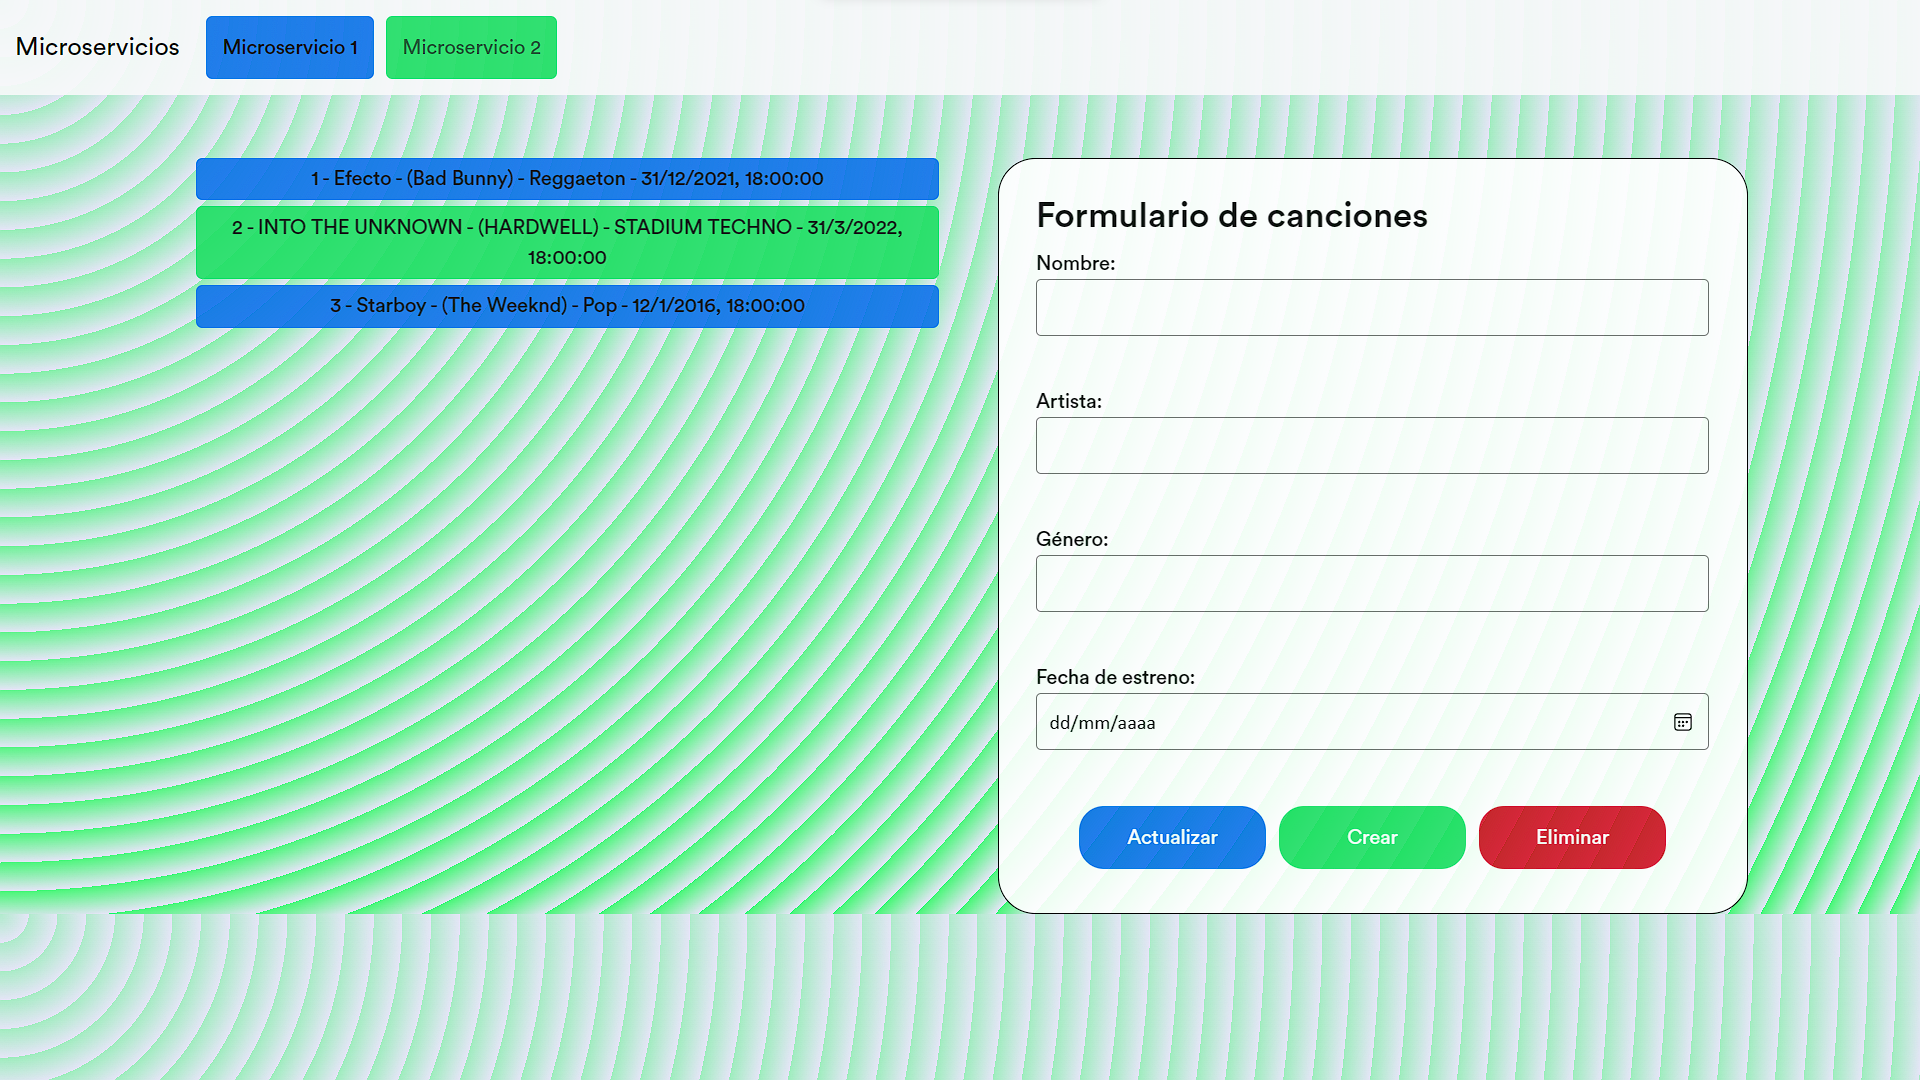 Microservicios
Microservicio 1
Microservicio 2
1 - Efecto - (Bad Bunny) - Reggaeton - 31/12/2021, 18:00:00
2 - INTO THE UNKNOWN - (HARDWELL) - STADIUM TECHNO - 31/3/2022,
18:00:00
3 - Starboy - (The Weeknd) - Pop - 12/1/2016, 18:00:00
Formulario de canciones
Nombre:
Artista:
Género:
Fecha de estreno:
dd/mm/aaaa
Actualizar
Crear
Eliminar